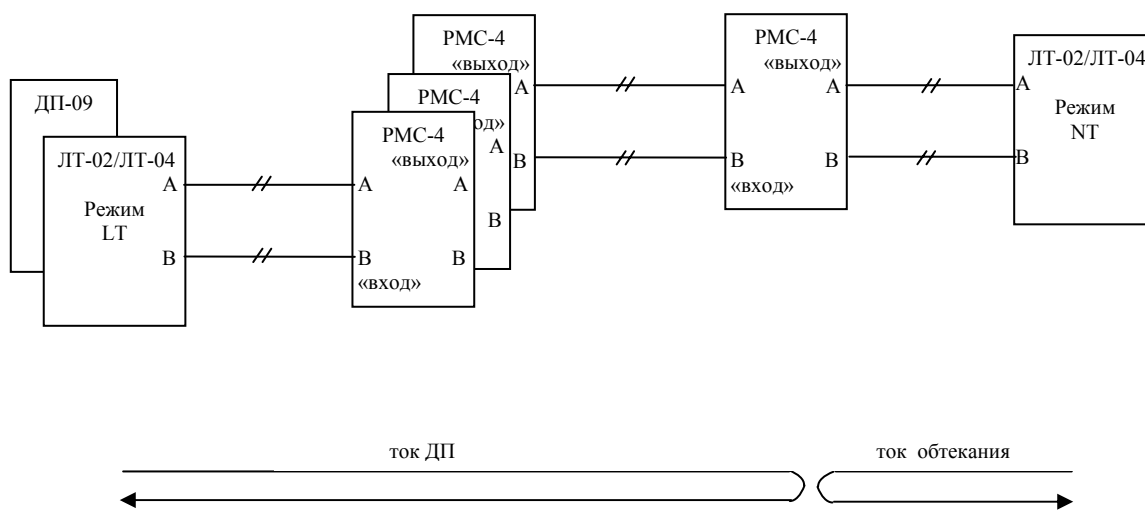 ДП-09
ЛТ-02/ЛТ-04
A
Режим
LT
B
РМС-4
«выход»
A
B
РМС-4
од»
A
B
РМС-4
«выход»
A
A
B
B
«вход»
РМС-4
«выход»
A
A
B
B
«вход»
ЛТ-02/ЛТ-04
A
Режим
NT
B
ток ДП
ток обтекания